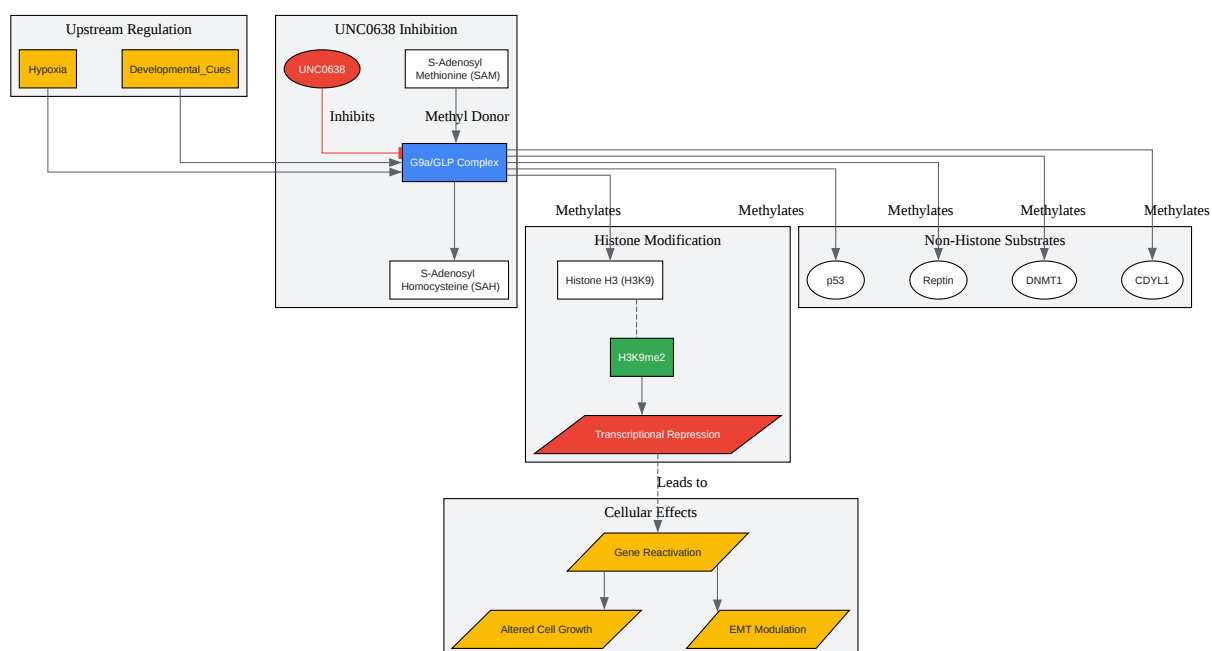 Upstream Regulation
Hypoxia
Developmental_Cues
UNC0638 Inhibition
UNC0638
S-Adenosyl
Methionine (SAM)
Inhibits
Methyl Donor
G9a/GLP Complex
S-Adenosyl
Homocysteine (SAH)
Methylates
Methylates
Methylates
Methylates
Methylates
Histone Modification
Histone H3 (H3K9)
H3K9me2
Transcriptional Repression
Non-Histone Substrates
p53
Reptin
DNMT1
CDYL1
Leads to
Cellular Effects
Gene Reactivation
Altered Cell Growth
EMT Modulation